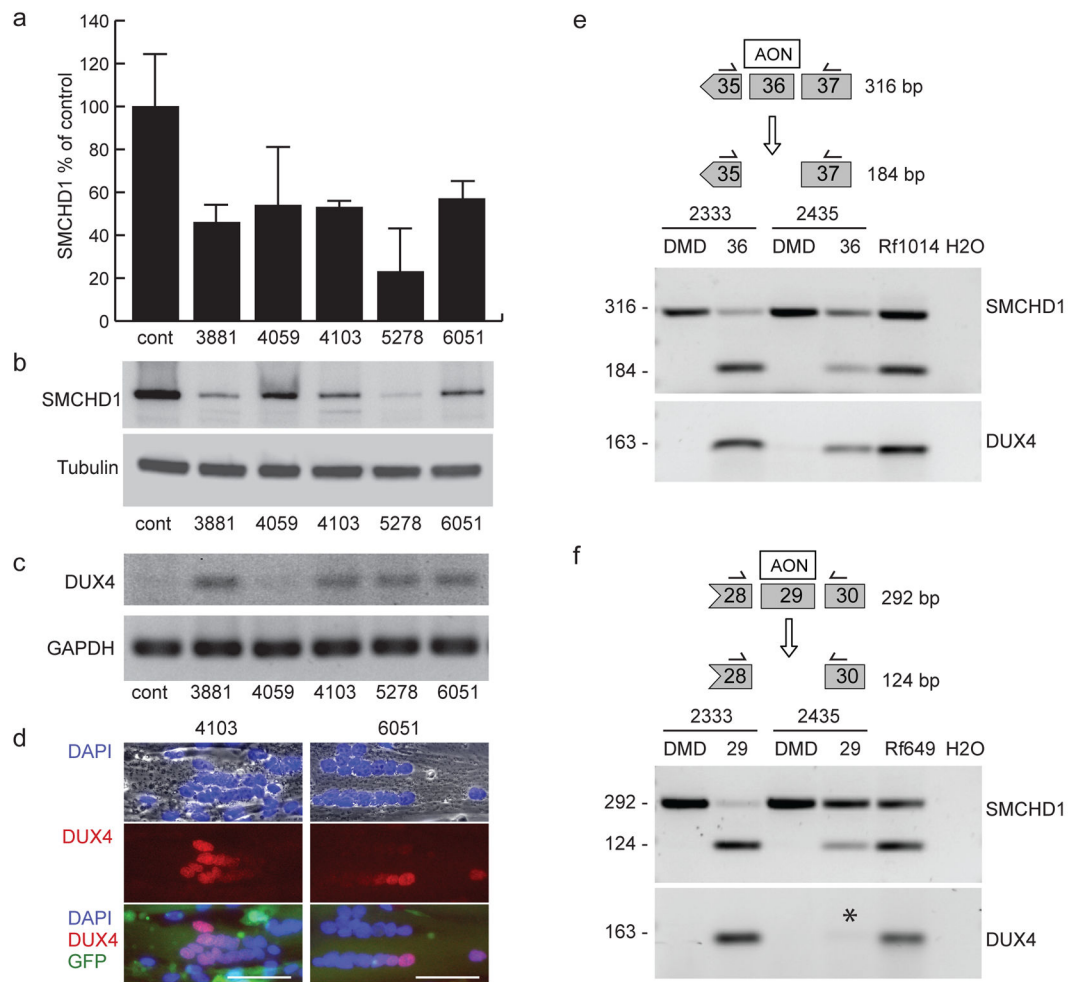 a
140
120
100
80
60
40
20
0
SMCHD1 % of control
cont 3881 4059 4103 5278 6051
b
SMCHD1
Tubulin
cont 3881 4059 4103 5278 6051
c
DUX4
GAPDH
cont 3881 4059 4103 5278 6051
d
4103 6051
DAPI
DUX4
DAPI
DUX4
GFP
e
AON
35 36 37 316 bp
35 37 184 bp
2333 2435
DMD 36 DMD 36 Rf1014 H2O
316 - SMCHD1
184 -
163 - DUX4
f
AON
28 29 30 292 bp
28 30 124 bp
2333 2435
DMD 29 DMD 29 Rf649 H2O
292 - SMCHD1
124 -
*
163 - DUX4